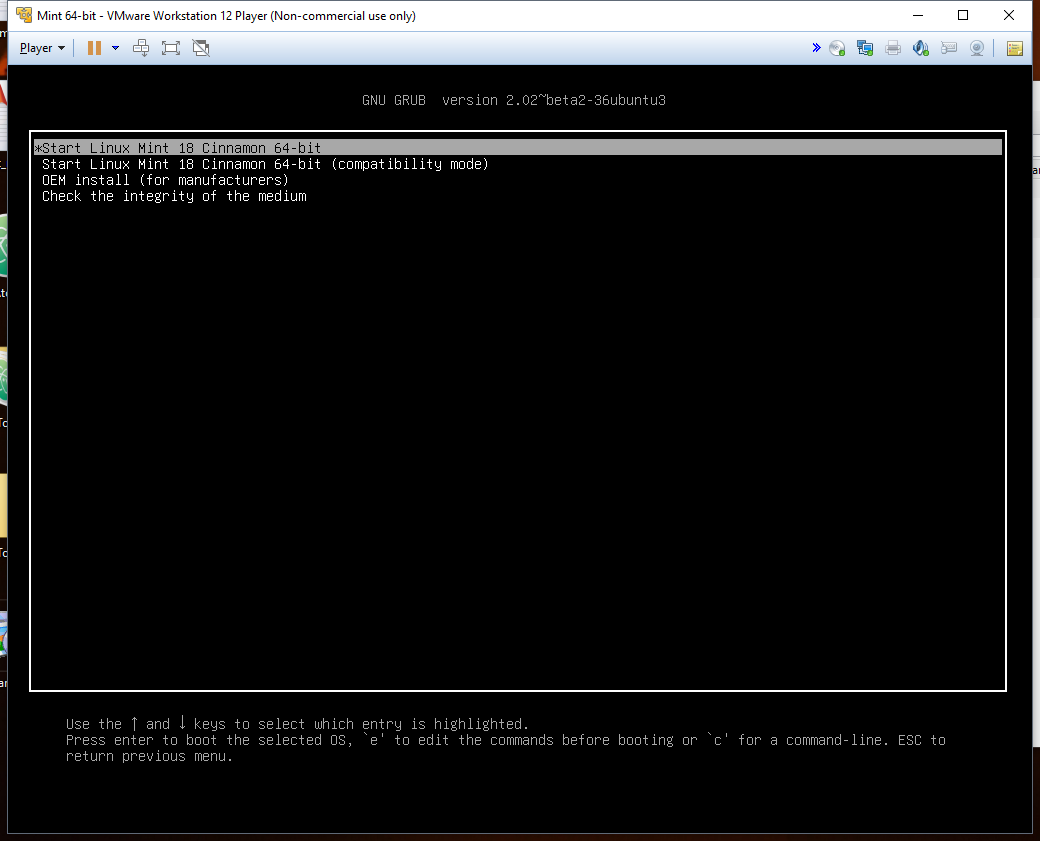 Mint 64-bit - VMware Workstation 12 Player (Non-commercial use only)
Player
GNU GRUB version 2.02~beta2-36ubuntu3
*Start Linux Mint 18 Cinnamon 64-bit
Start Linux Mint 18 Cinnamon 64-bit (compatibility mode)
OEM install (for manufacturers)
Check the integrity of the medium
Use the ↑ and ↓ keys to select which entry is highlighted.
Press enter to boot the selected OS, `e' to edit the commands before booting or `c' for a command-line. ESC to
return previous menu.